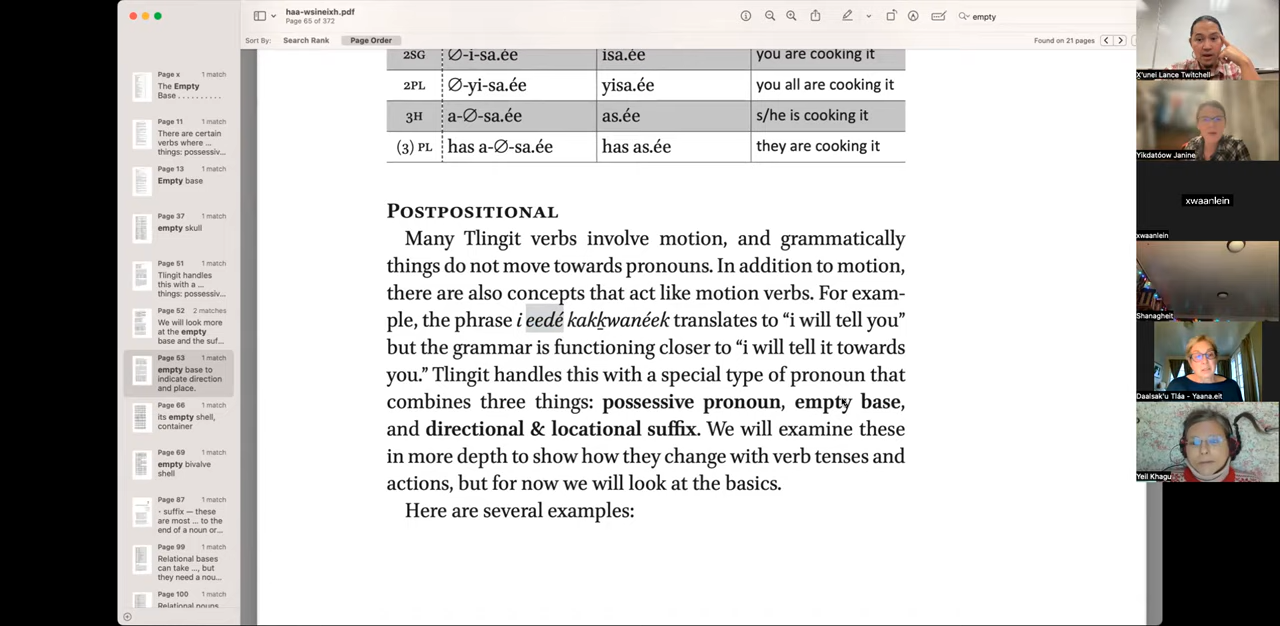 haa-wsineixh.pdf
Page 65 of 372
empty
Sort By: Search Rank Page Order
Found on 21 pages
Page x 1 match
The Empty
Base . . . . . . . . . .
Page 11 1 match
There are certain
verbs where ...
things: possessiv...
Page 13 1 match
Empty base
Page 37 1 match
empty skull
Page 51 1 match
Tlingit handles
this with a ...
things: possessiv...
Page 52 2 matches
We will look more
at the empty
base and the suf...
Page 53 1 match
empty base to
indicate direction
and place.
Page 66 1 match
its empty shell,
container
Page 69 1 match
empty bivalve
shell
Page 87 1 match
· suffix — these
are most ... to the
end of a noun or...
Page 99 1 match
Relational bases
can take ..., but
they need a nou...
Page 100 1 match
Relational nouns
2SG ∅-i-sa.ée isa.ée you are cooking it
2PL ∅-yi-sa.ée yisa.ée you all are cooking it
3H a-∅-sa.ée as.ée s/he is cooking it
(3) PL has a-∅-sa.ée has as.ée they are cooking it
POSTPOSITIONAL
Many Tlingit verbs involve motion, and grammatically
things do not move towards pronouns. In addition to motion,
there are also concepts that act like motion verbs. For exam-
ple, the phrase i eedé kakḵwanéek translates to “i will tell you”
but the grammar is functioning closer to “i will tell it towards
you.” Tlingit handles this with a special type of pronoun that
combines three things: possessive pronoun, empty base,
and directional & locational suffix. We will examine these
in more depth to show how they change with verb tenses and
actions, but for now we will look at the basics.
Here are several examples:
X'unei Lance Twitchell
Yikdatóow Janine
xwaanlein
xwaanlein
Shanagheit
Daalsak'u Tláa - Yaana.eit
Yeil Khagu